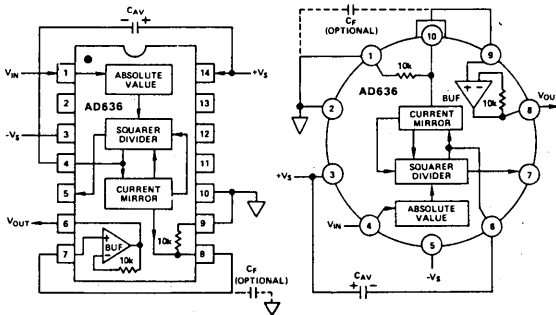 CAV
− +
VIN
1
ABSOLUTE
VALUE
14
+VS
2
AD636
13
-VS
3
SQUARER
DIVIDER
12
4
11
5
CURRENT
MIRROR
10
VOUT
6
9
10k
7
+
BUF
−
10k
8
CF
(OPTIONAL)
CF
(OPTIONAL)
10
1
9
10k
AD636
+ −
BUF
10k
8
VOUT
2
CURRENT
MIRROR
+VS
3
SQUARER
DIVIDER
7
VIN
4
ABSOLUTE
VALUE
6
5
-VS
CAV
+ −